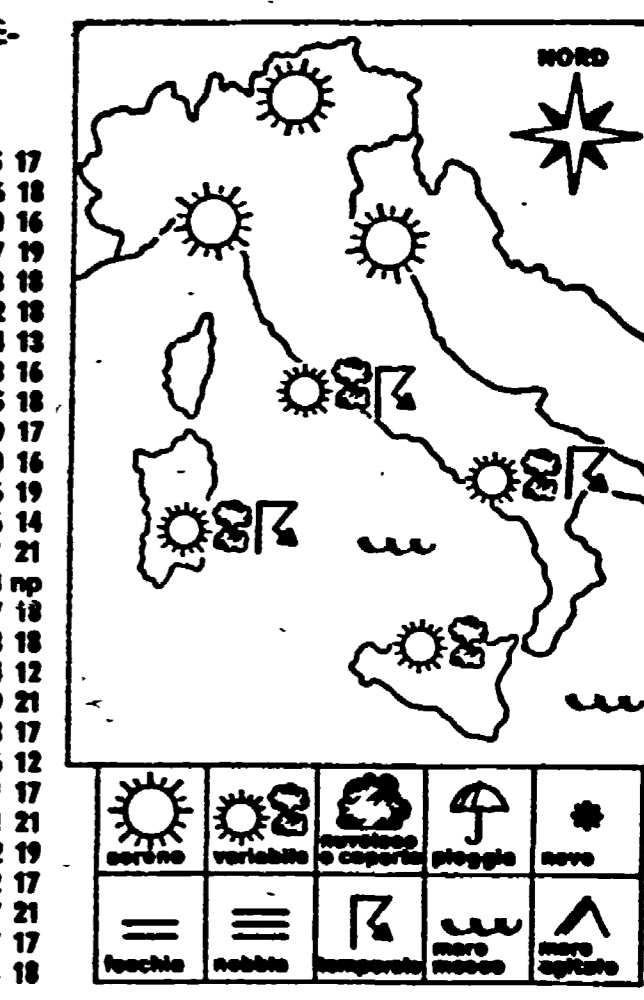 NORD
17
18
16
19
18
18
13
16
18
17
16
19
14
21
np
18
18
12
21
17
12
17
21
19
17
21
17
18
sereno
variabile
nuvoloso
o coperto
pioggia
neve
foschia
nebbia
temporale
mare
mosso
mare
agitato